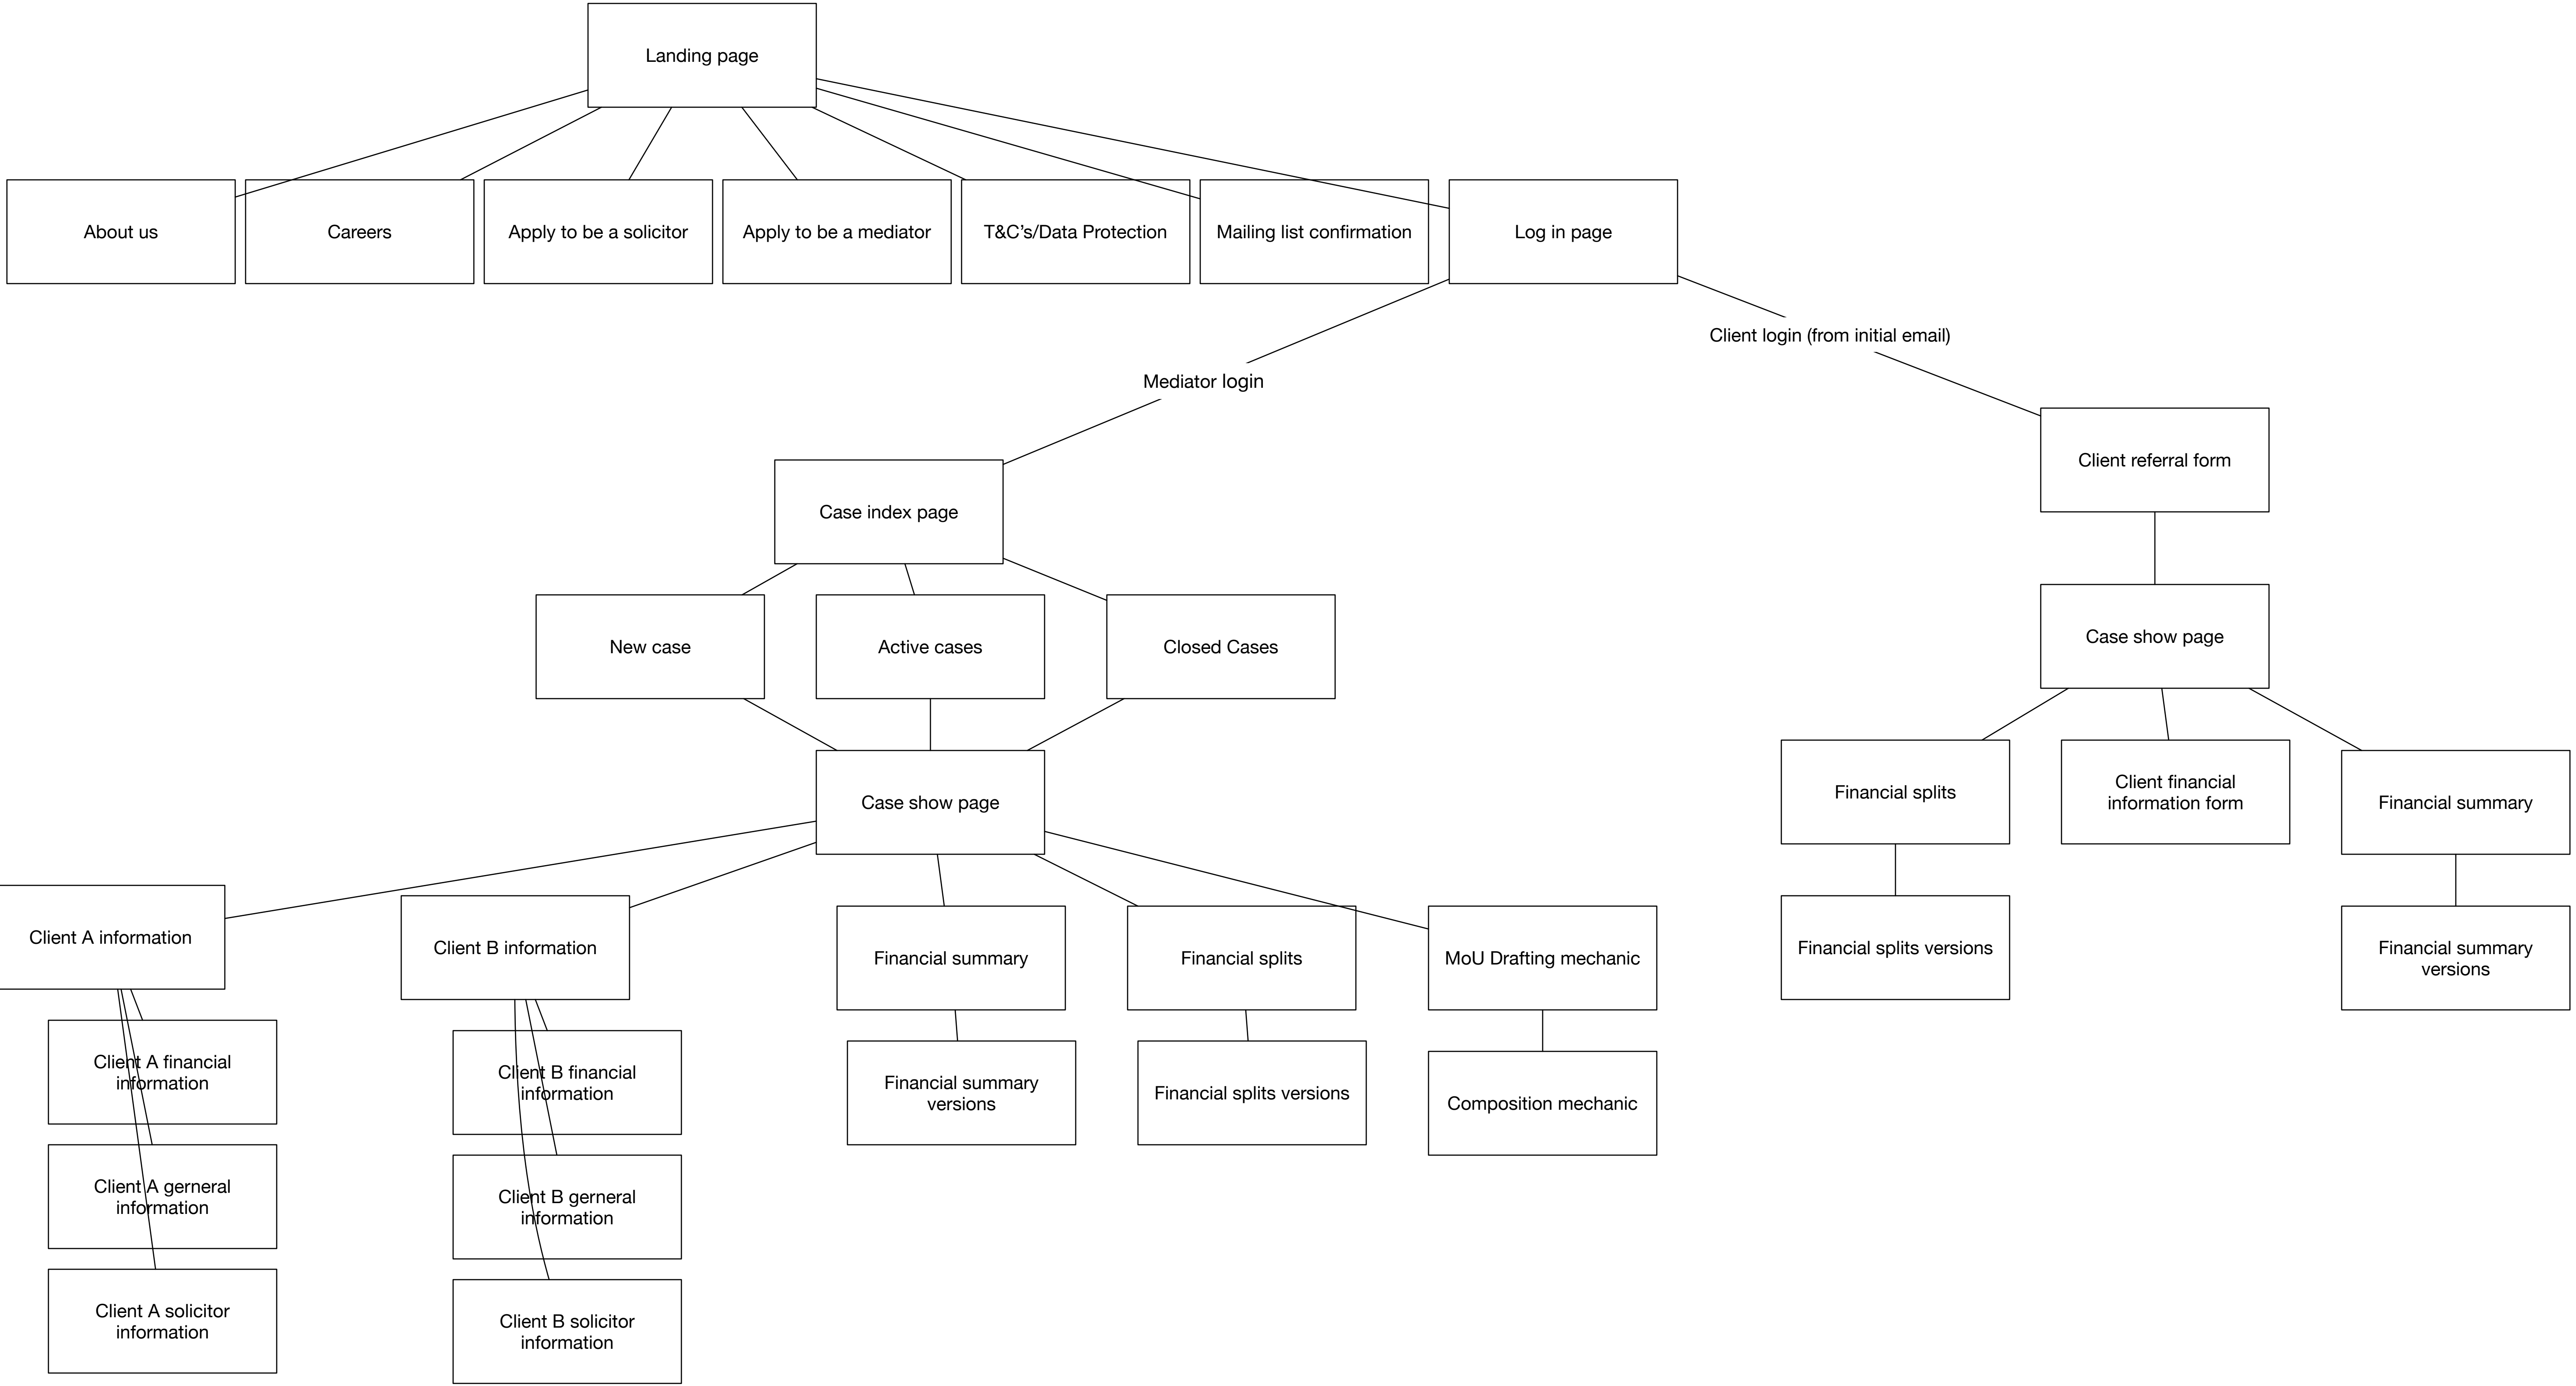 Landing page
About us
Careers
Apply to be a solicitor
Apply to be a mediator
T&C’s/Data Protection
Mailing list confirmation
Log in page
Client login (from initial email)
Mediator login
Client referral form
Case index page
New case
Active cases
Closed Cases
Case show page
Case show page
Financial splits
Client financial
information form
Financial summary
Client A information
Client B information
Financial summary
Financial splits
MoU Drafting mechanic
Financial splits versions
Financial summary
versions
Client A financial
information
Client B financial
information
Financial summary
versions
Financial splits versions
Composition mechanic
Client A gerneral
information
Client B gerneral
information
Client A solicitor
information
Client B solicitor
information